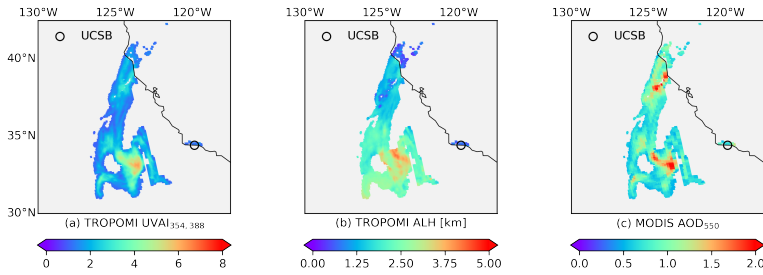 130°W 125°W 120°W 130°W 125°W 120°W 130°W 125°W 120°W
UCSB UCSB UCSB
40°N
35°N
30°N
(a) TROPOMI UVAI354, 388 (b) TROPOMI ALH [km] (c) MODIS AOD550
0 2 4 6 8 0.00 1.25 2.50 3.75 5.00 0.0 0.5 1.0 1.5 2.0